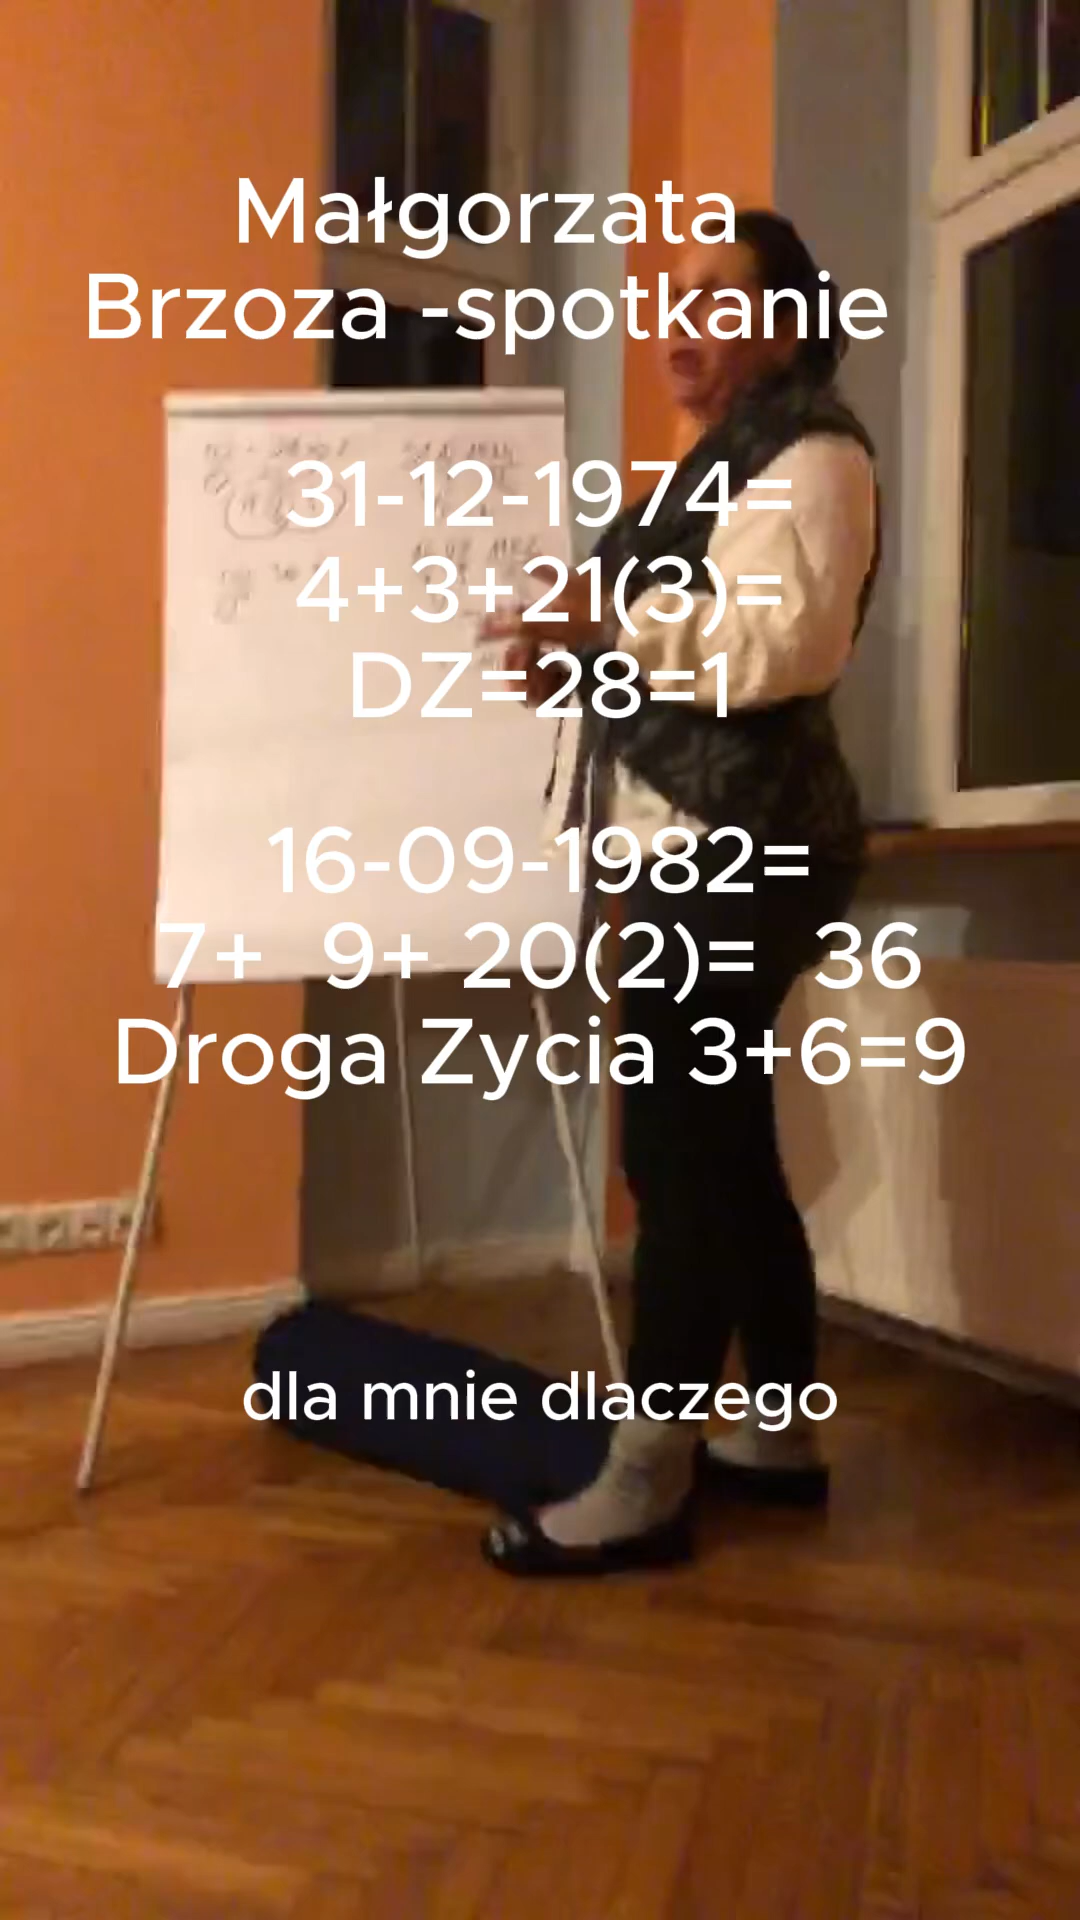 Małgorzata
Brzoza -spotkanie
31-12-1974=
4+3+21(3)=
DZ=28=1
16-09-1982=
7+ 9+ 20(2)= 36
Droga Zycia 3+6=9
dla mnie dlaczego